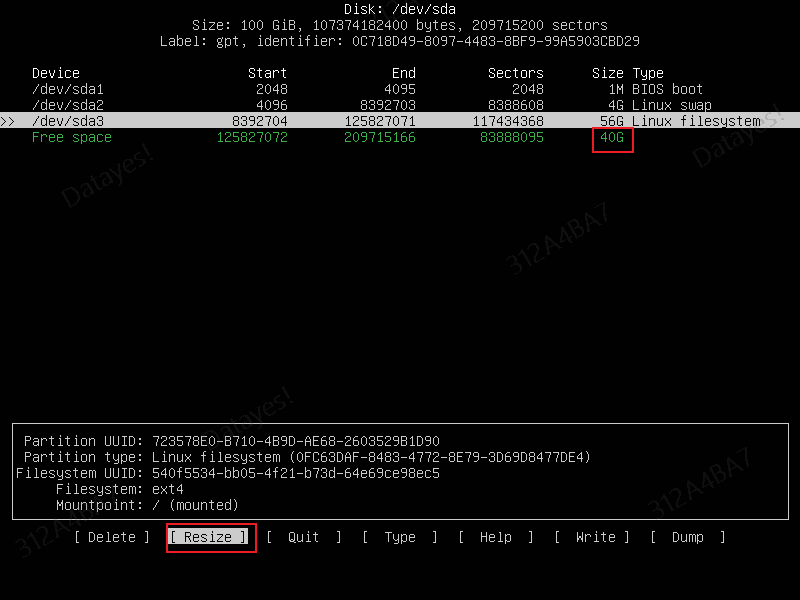 Disk: /dev/sda
Size: 100 GiB, 107374182400 bytes, 209715200 sectors
Label: gpt, identifier: 0C718D49-8097-4483-8BF9-99A5903CBD29
Device Start End Sectors Size Type
/dev/sda1 2048 4095 2048 1M BIOS boot
/dev/sda2 4096 8392703 8388608 4G Linux swap
>> /dev/sda3 8392704 125827071 117434368 56G Linux filesystem
Free space 125827072 209715166 83888095 40G
Datayes!
Datayes!
312A4BA7
Datayes!
Partition UUID: 723578E0-B710-4B9D-AE68-2603529B1D90
Partition type: Linux filesystem (0FC63DAF-8483-4772-8E79-3D69D8477DE4)
Filesystem UUID: 540f5534-bb05-4f21-b73d-64e69ce98ec5
Filesystem: ext4
Mountpoint: / (mounted)
312A4BA7
312A4BA7
[ Delete ] [ Resize ] [ Quit ] [ Type ] [ Help ] [ Write ] [ Dump ]